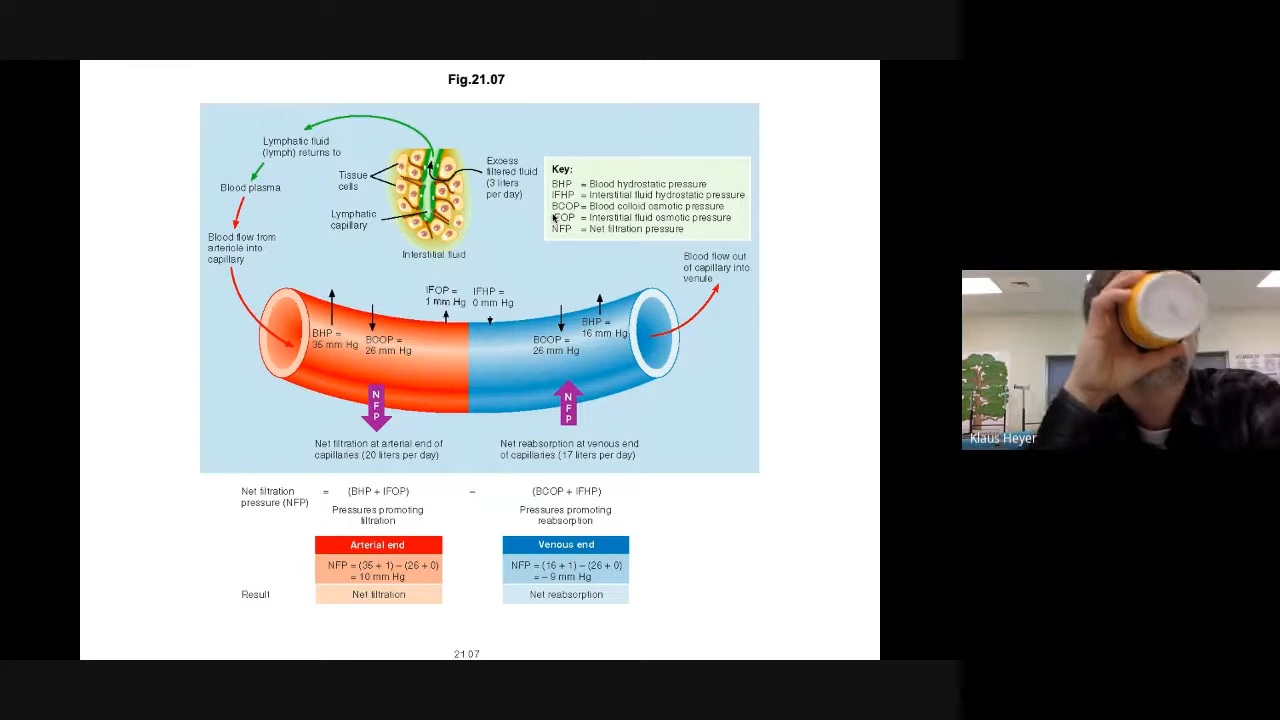 Fig.21.07
Lymphatic fluid
(lymph) returns to
Blood plasma
Blood flow from
arteriole into
capillary
Tissue
cells
Lymphatic
capillary
Excess
filtered fluid
(3 liters
per day)
Interstitial fluid
Key:
BHP = Blood hydrostatic pressure
IFHP = Interstitial fluid hydrostatic pressure
BCOP = Blood colloid osmotic pressure
IFOP = Interstitial fluid osmotic pressure
NFP = Net filtration pressure
Blood flow out
of capillary into
venule
BHP =
35 mm Hg
BCOP =
26 mm Hg
IFOP =
1 mm Hg
IFHP =
0 mm Hg
BCOP =
26 mm Hg
BHP =
16 mm Hg
NFP
NFP
Net filtration at arterial end of
capillaries (20 liters per day)
Net reabsorption at venous end
of capillaries (17 liters per day)
Net filtration
pressure (NFP)
= (BHP + IFOP) – (BCOP + IFHP)
Pressures promoting
filtration
Pressures promoting
reabsorption
Arterial end
NFP = (35 + 1) – (26 + 0)
= 10 mm Hg
Venous end
NFP = (16 + 1) – (26 + 0)
= – 9 mm Hg
Result
Net filtration
Net reabsorption
21.07
Klaus Heyer